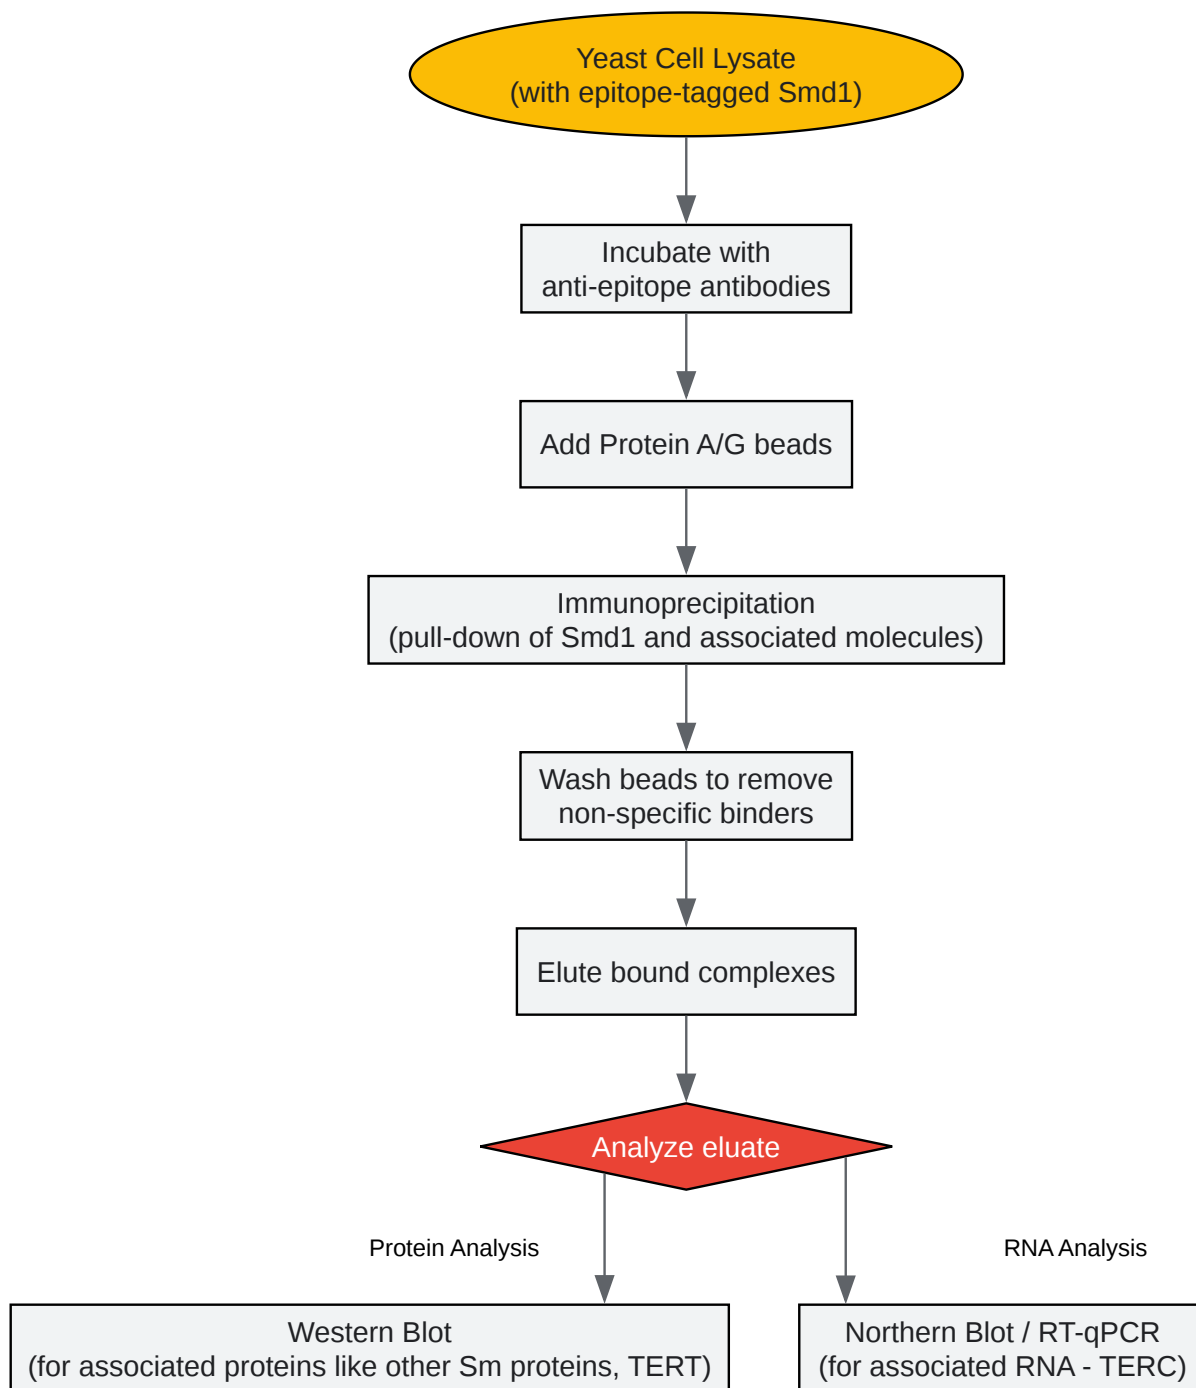 Yeast Cell Lysate
(with epitope-tagged Smd1)
Incubate with
anti-epitope antibodies
Add Protein A/G beads
Immunoprecipitation
(pull-down of Smd1 and associated molecules)
Wash beads to remove
non-specific binders
Elute bound complexes
Analyze eluate
Protein Analysis
RNA Analysis
Western Blot
(for associated proteins like other Sm proteins, TERT)
Northern Blot / RT-qPCR
(for associated RNA - TERC)